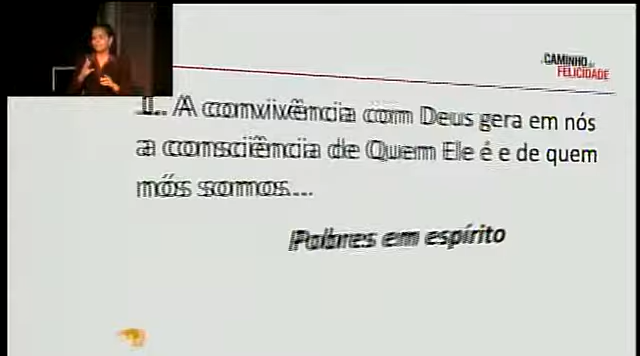 CAMINHO da
FELICIDADE
1. A convivência com Deus gera em nós
a consciência de Quem Ele é e de quem
nós somos...
Pobres em espírito